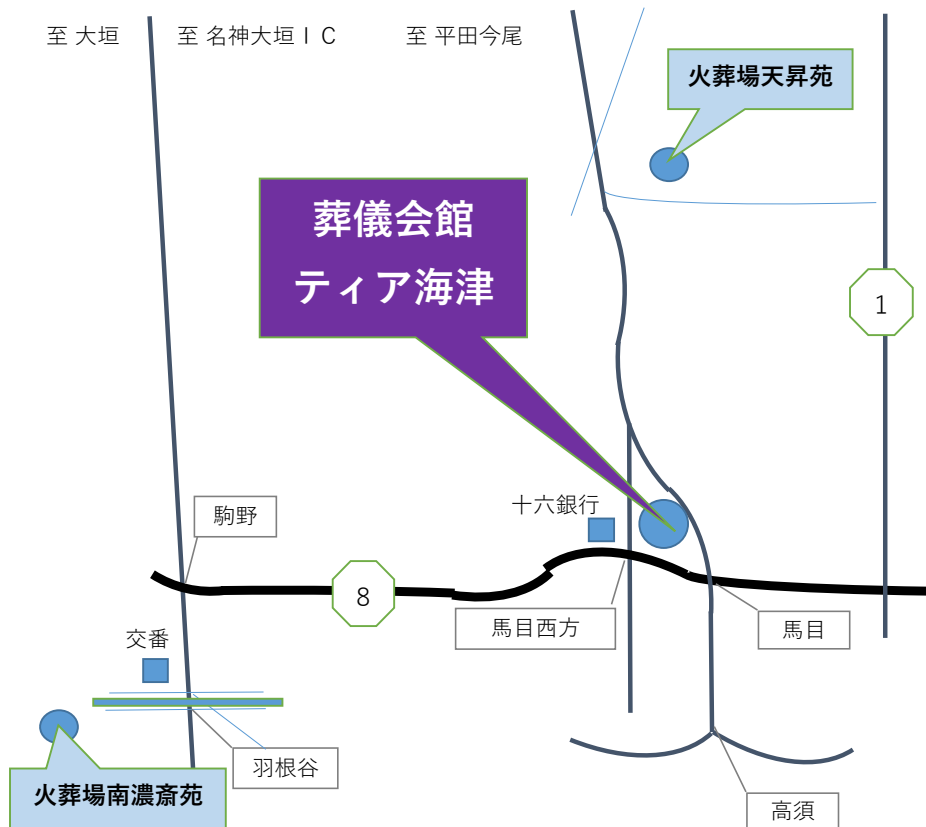 至 大垣
至 名神大垣ＩＣ
至 平田今尾
火葬場天昇苑
葬儀会館
ティア海津
1
十六銀行
駒野
8
馬目西方
馬目
交番
羽根谷
火葬場南濃斎苑
高須